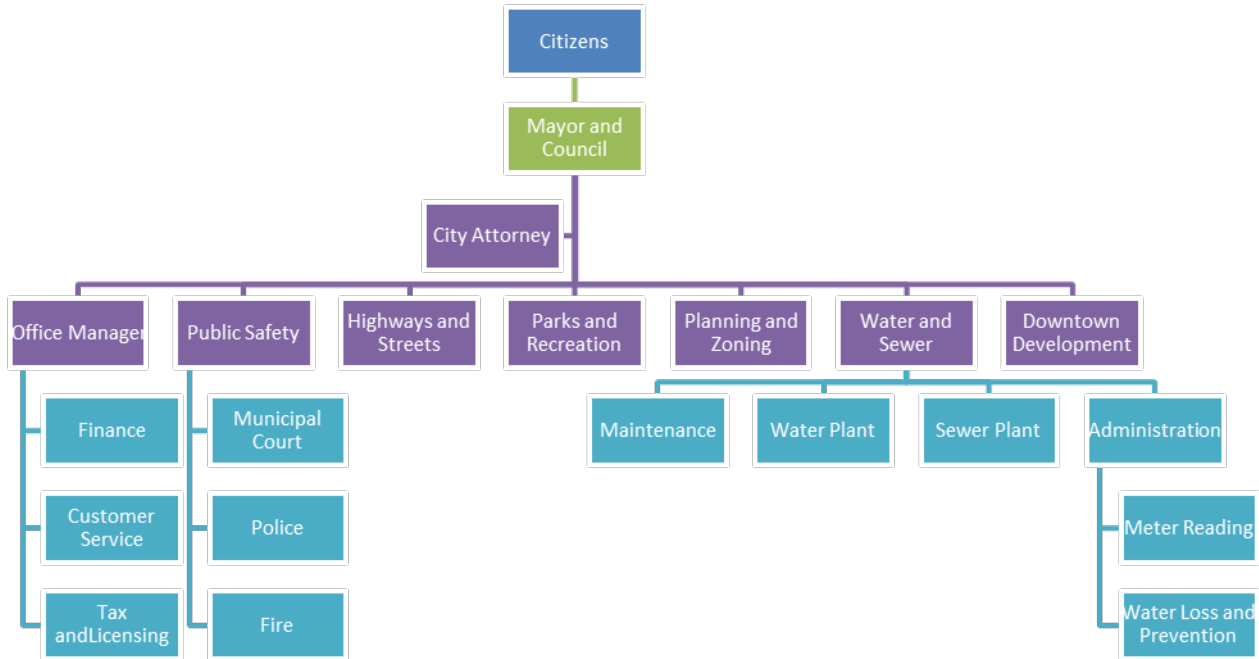 Citizens
Mayor and
Council
City Attorney
Office Manager
Public Safety
Highways and
Streets
Parks and
Recreation
Planning and
Zoning
Water and
Sewer
Downtown
Development
Finance
Customer
Service
Tax
andLicensing
Municipal
Court
Police
Fire
Maintenance
Water Plant
Sewer Plant
Administration
Meter Reading
Water Loss and
Prevention